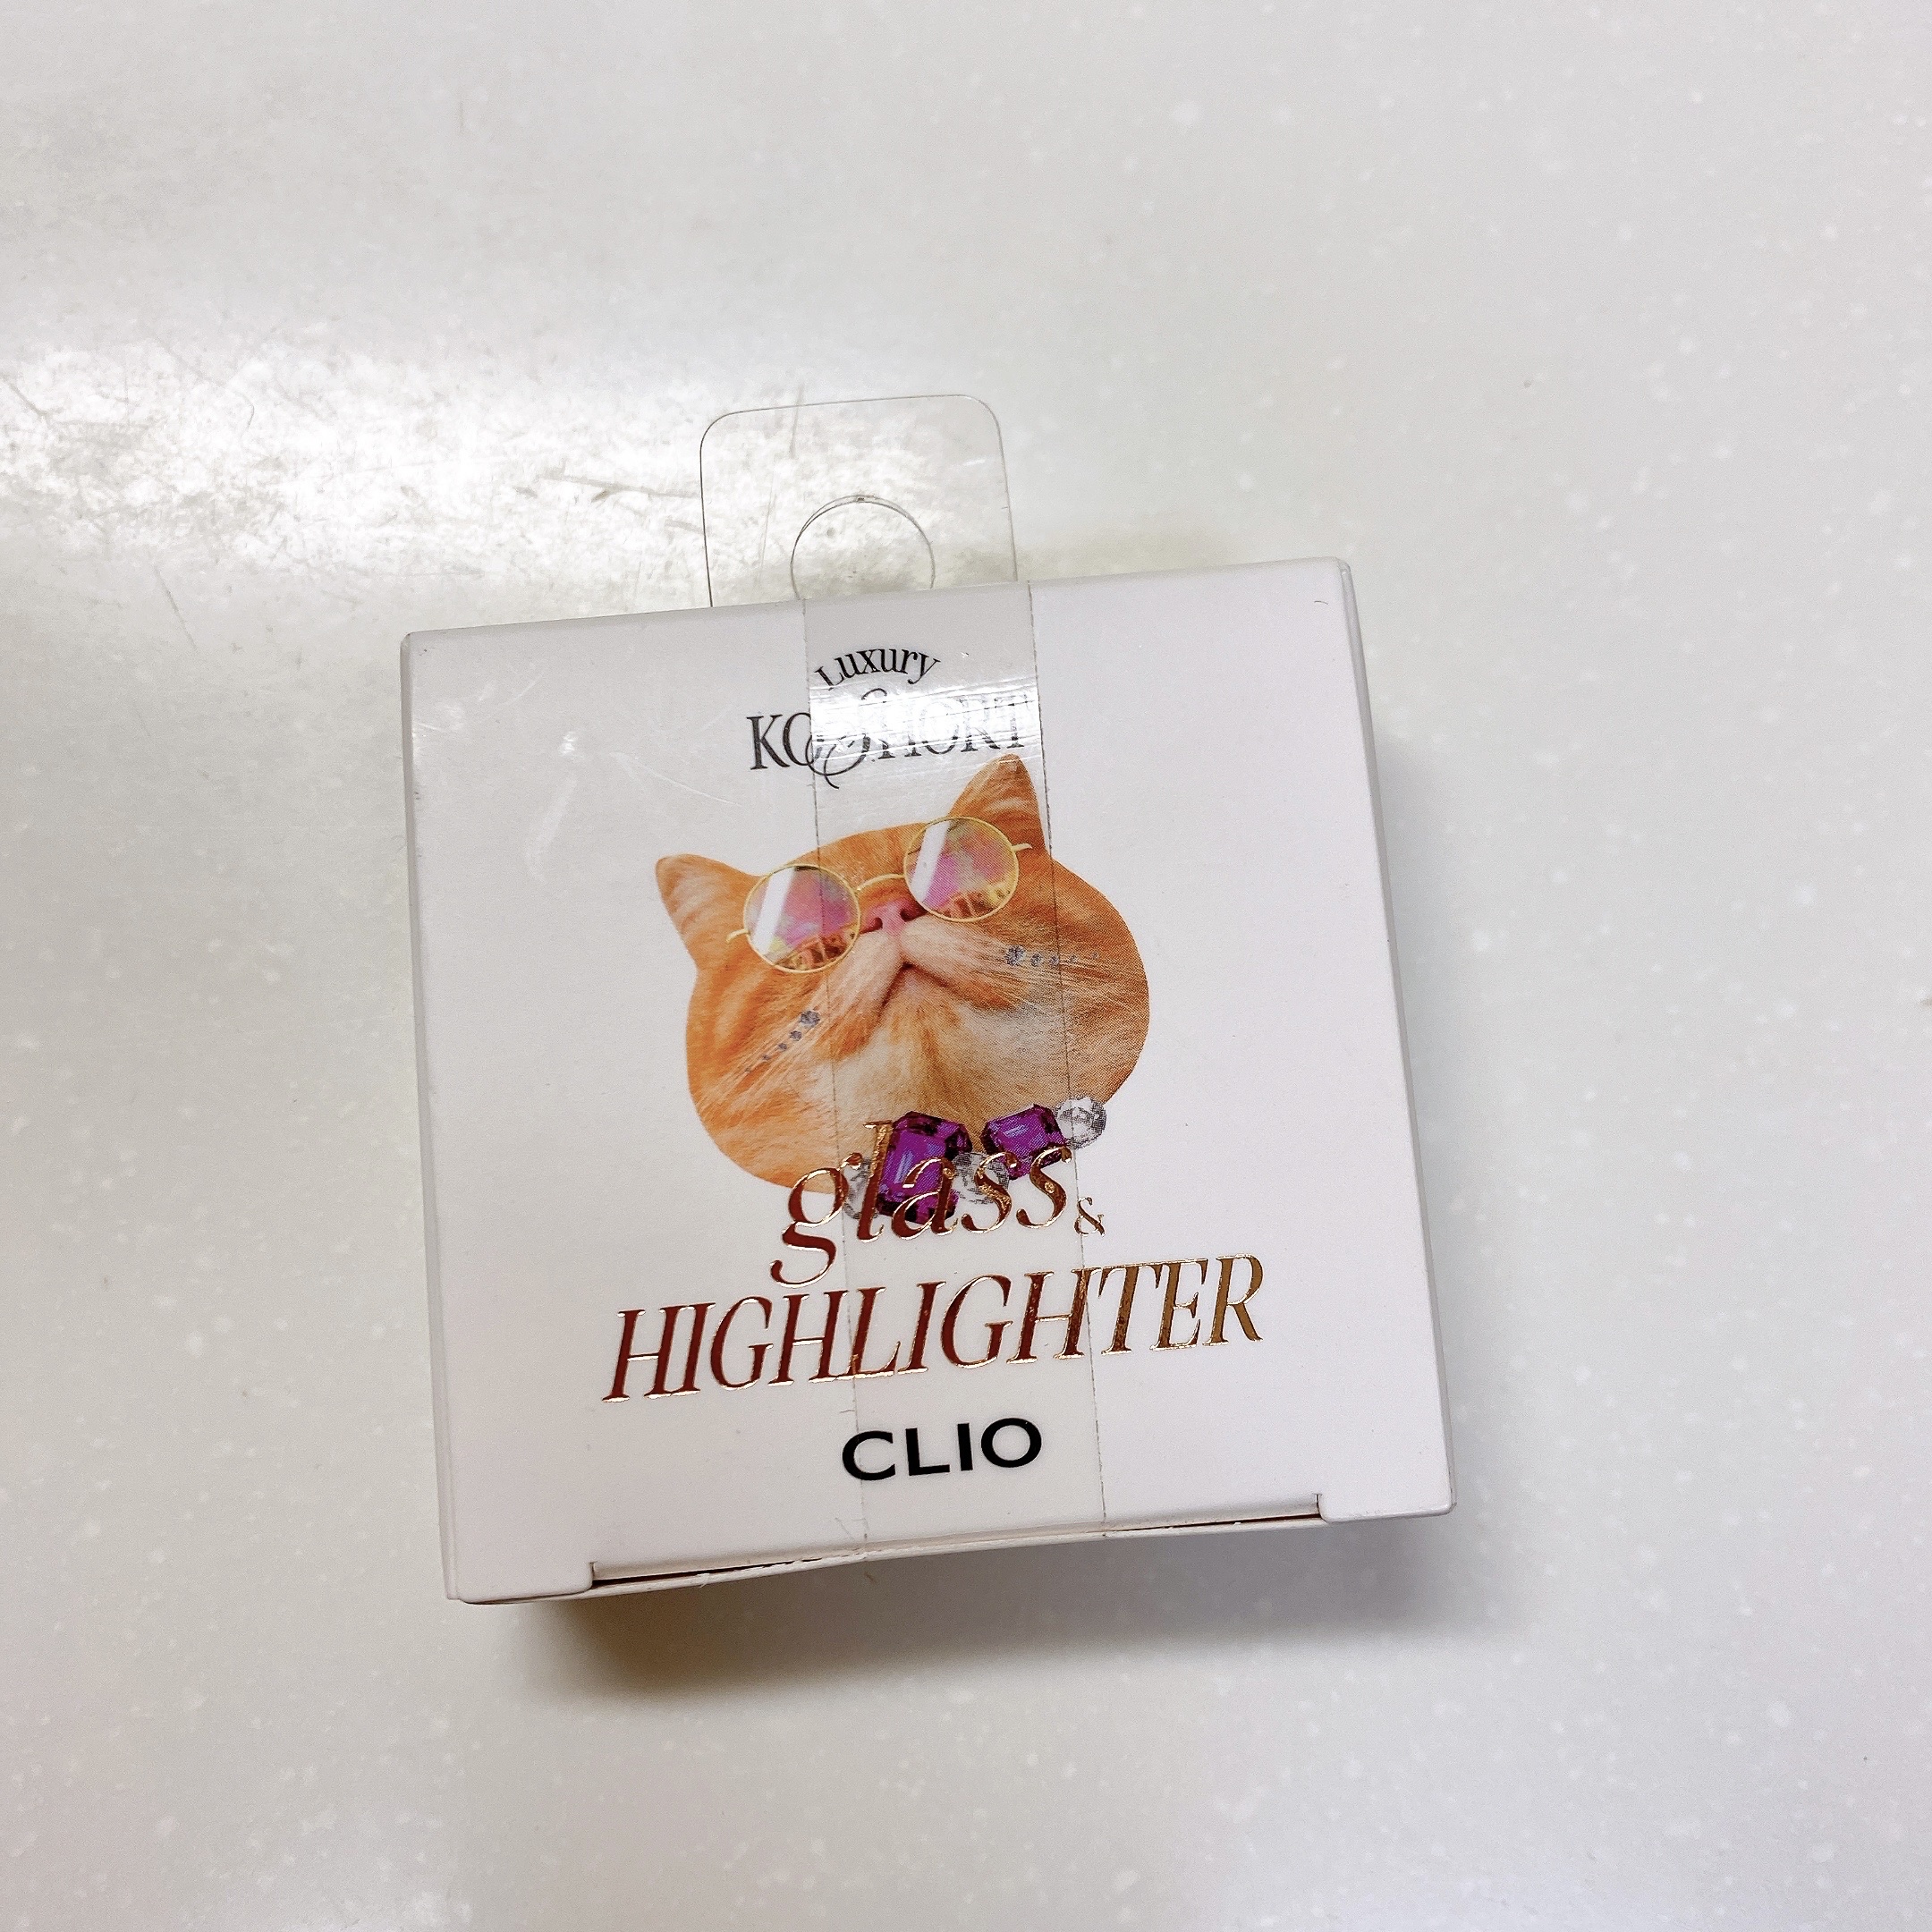 Luxury
KOSHORT
glass &
HIGHLIGHTER
CLIO